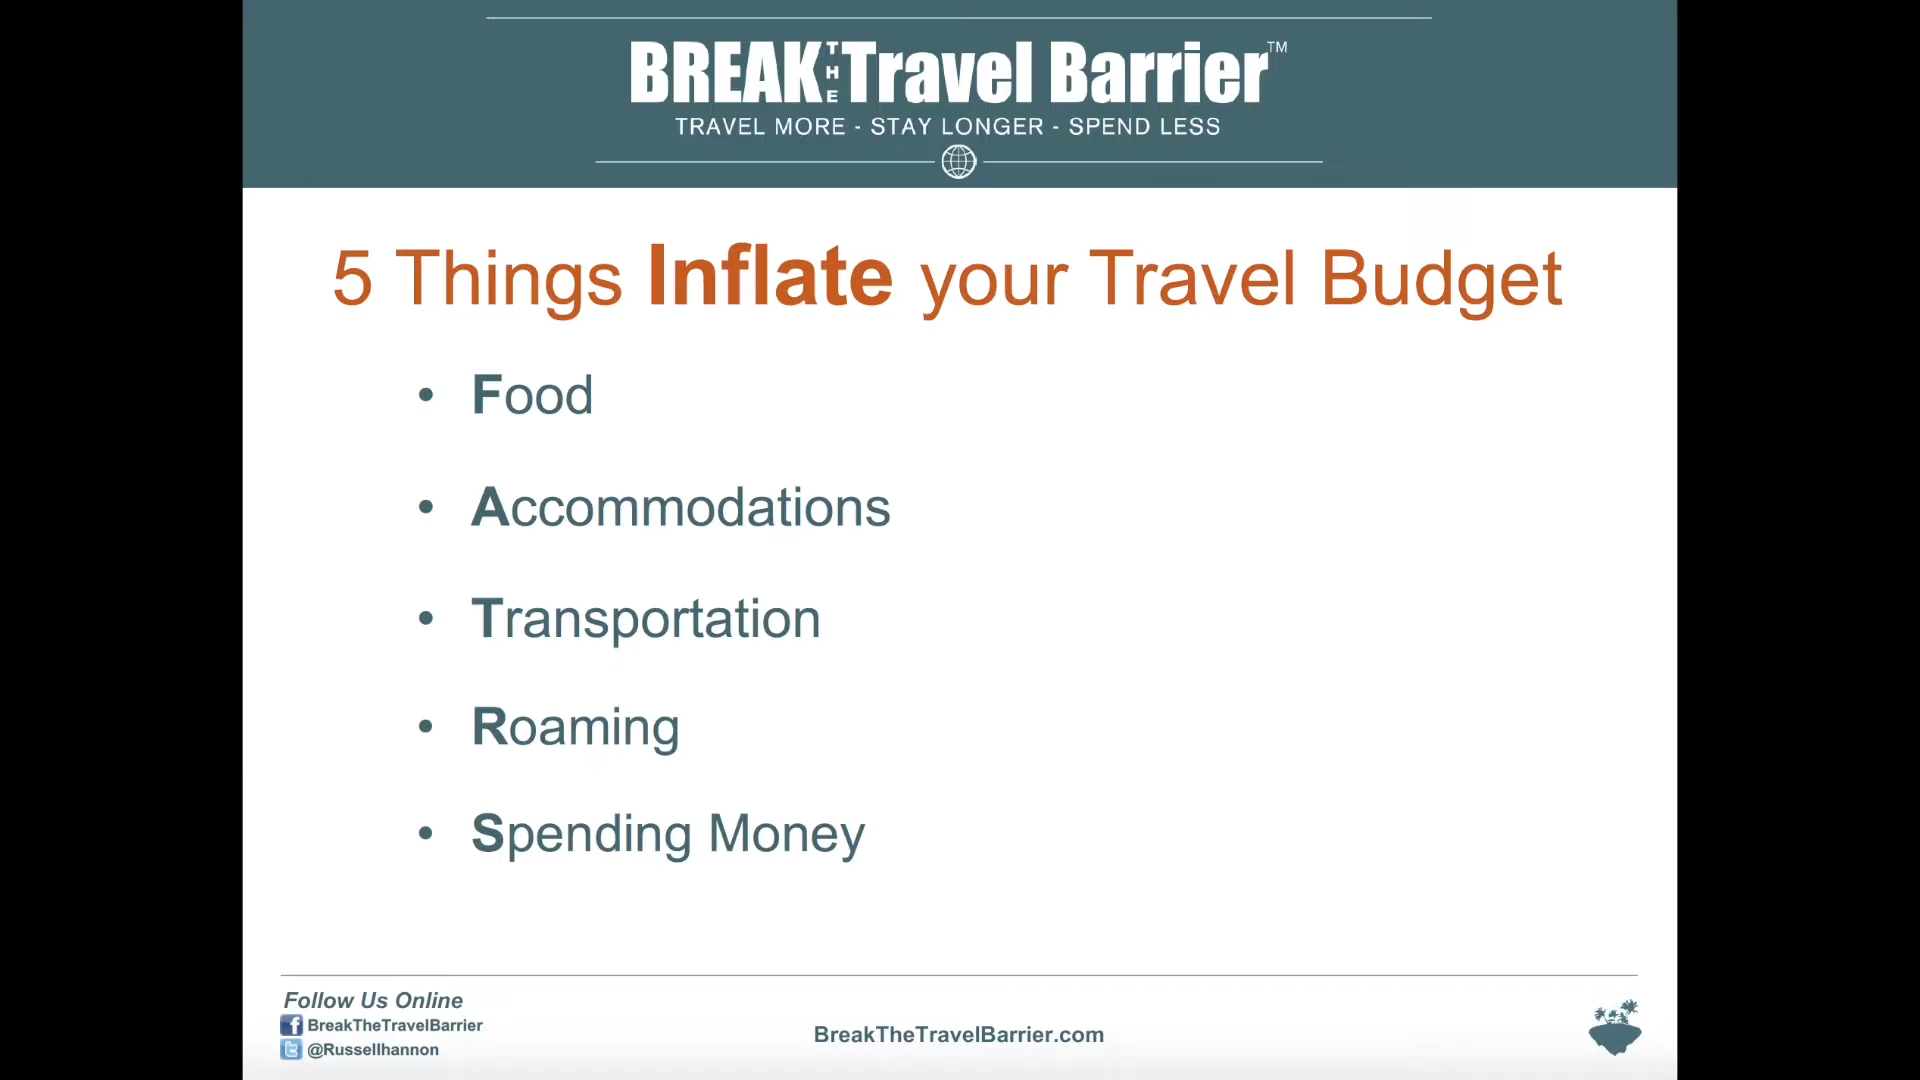 BREAK THE Travel Barrier™
TRAVEL MORE - STAY LONGER - SPEND LESS
5 Things Inflate your Travel Budget
• Food
• Accommodations
• Transportation
• Roaming
• Spending Money
Follow Us Online
BreakTheTravelBarrier
@Russellhannon
BreakTheTravelBarrier.com